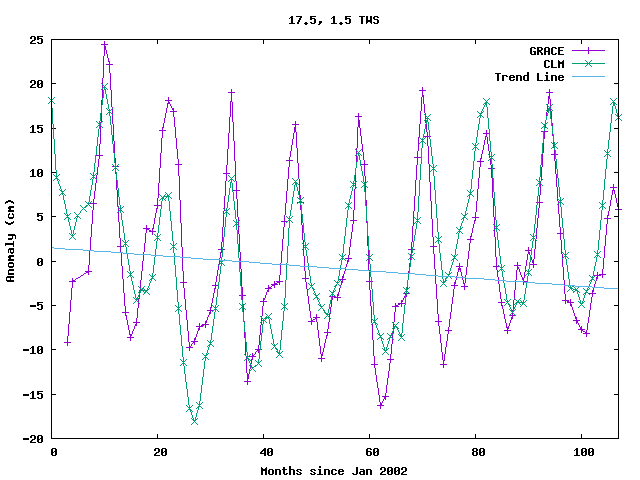 17.5, 1.5 TWS
GRACE
CLM
Trend Line
25
20
15
10
5
0
-5
-10
-15
-20
Anomaly (cm)
0 20 40 60 80 100
Months since Jan 2002